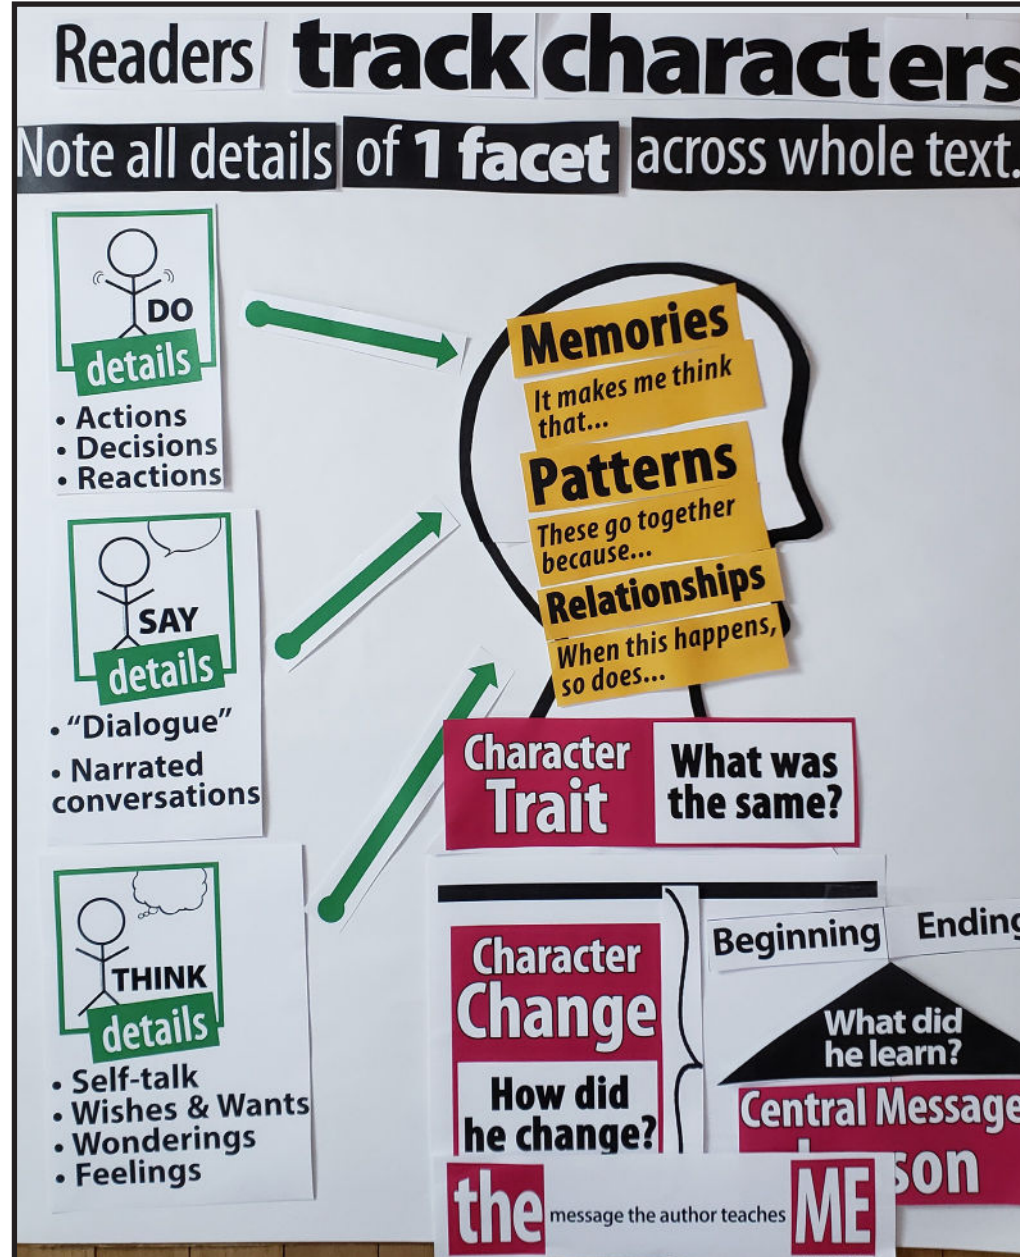 Readers track characters
Note all details of 1 facet across whole text.
DO
details
• Actions
• Decisions
• Reactions
SAY
details
• “Dialogue”
• Narrated
conversations
THINK
details
• Self-talk
• Wishes & Wants
• Wonderings
• Feelings
Memories
It makes me think
that...
Patterns
These go together
because...
Relationships
When this happens,
so does...
Character
Trait
What was
the same?
Character
Change
How did
he change?
Beginning Ending
What did
he learn?
Central Message
son
the message the author teaches ME